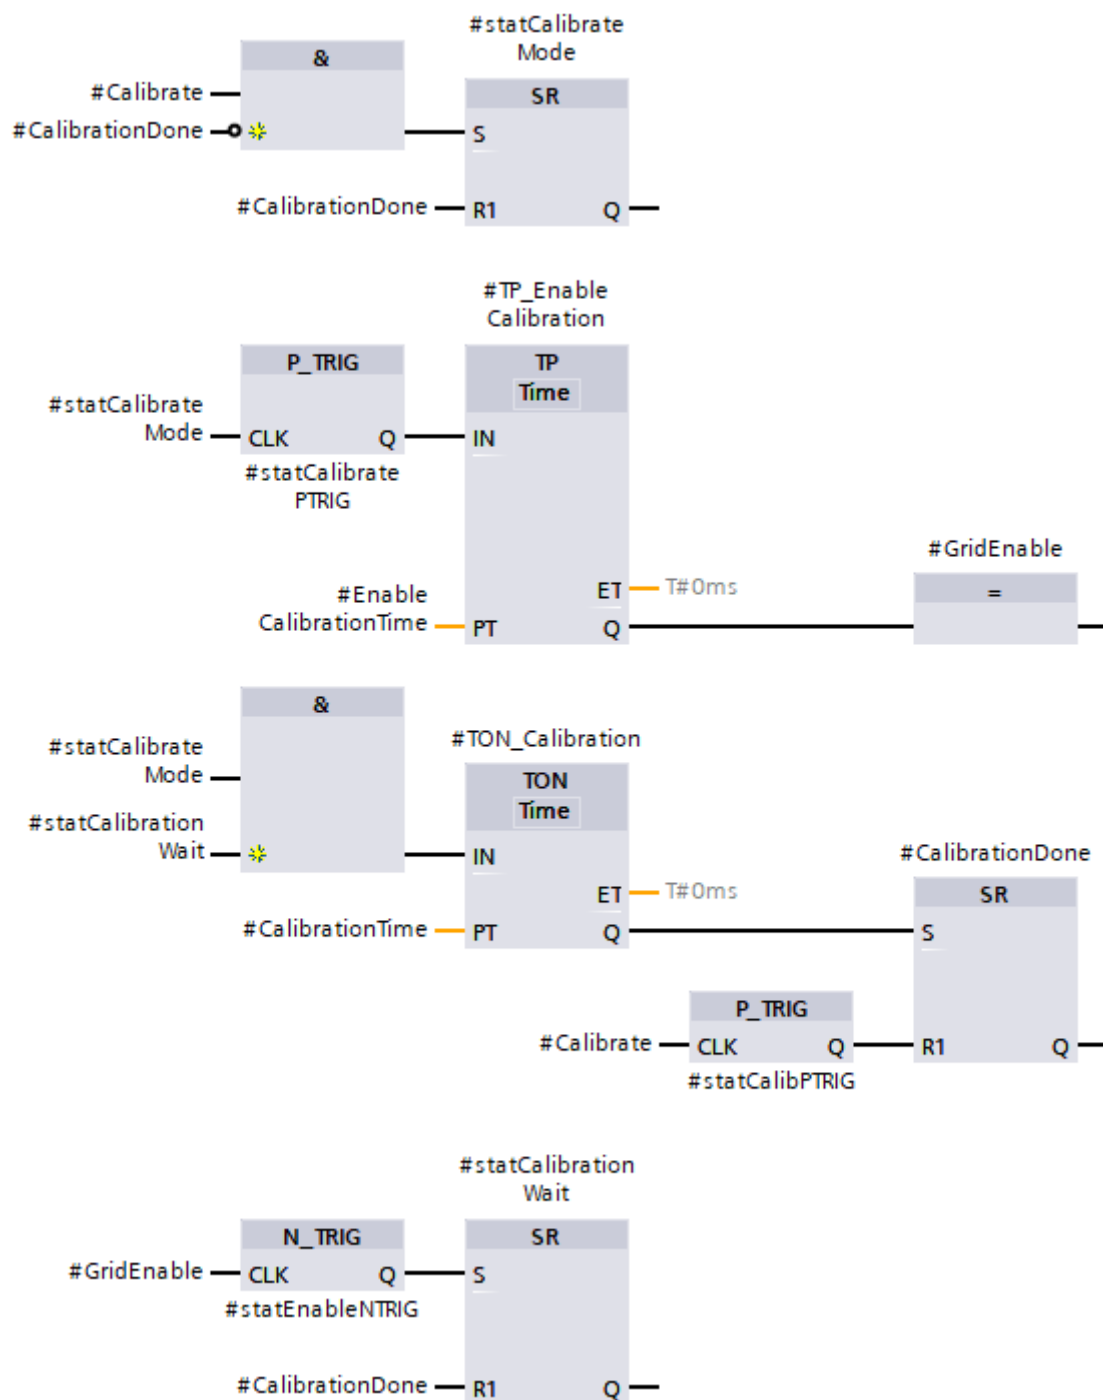 #statCalibrate
Mode
&
#Calibrate
SR
#CalibrationDone
S
#CalibrationDone
R1
Q
#TP_Enable
Calibration
P_TRIG
TP
Time
#statCalibrate
Mode
CLK
Q
IN
#statCalibrate
PTRIG
#GridEnable
#Enable
CalibrationTime
ET
T#0ms
=
PT
Q
&
#statCalibrate
Mode
#TON_Calibration
TON
Time
#statCalibration
Wait
IN
#CalibrationDone
ET
T#0ms
SR
#CalibrationTime
PT
Q
S
P_TRIG
#Calibrate
CLK
Q
R1
Q
#statCalibPTRIG
#statCalibration
Wait
N_TRIG
SR
#GridEnable
CLK
Q
S
#statEnableNTRIG
#CalibrationDone
R1
Q